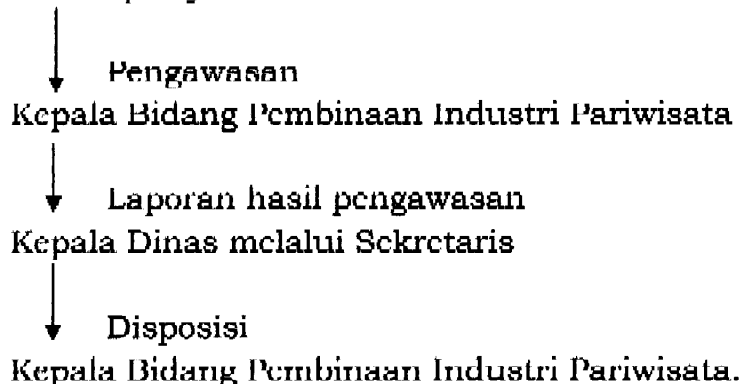 Pengawasan
Kepala Bidang Pembinaan Industri Pariwisata
Laporan hasil pengawasan
Kepala Dinas melalui Sekretaris
Disposisi
Kepala Bidang Pembinaan Industri Pariwisata.